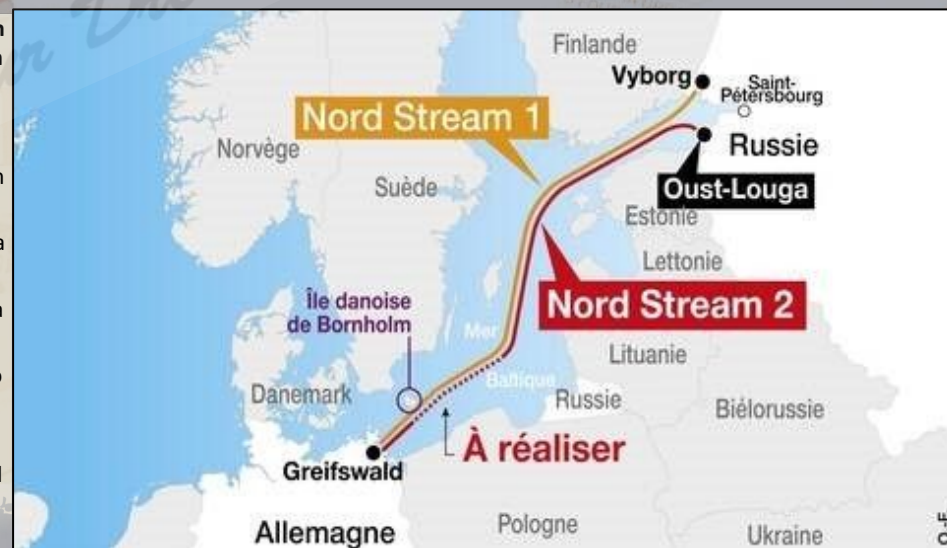 Finlande
Vyborg
Saint-
Pétersbourg
Nord Stream 1
Norvège
Russie
Suède
Oust-Louga
Estonie
Lettonie
Île danoise
de Bornholm
Nord Stream 2
Mer
Lituanie
Baltique
Danemark
Russie
Biélorussie
À réaliser
Greifswald
Allemagne
Pologne
Ukraine